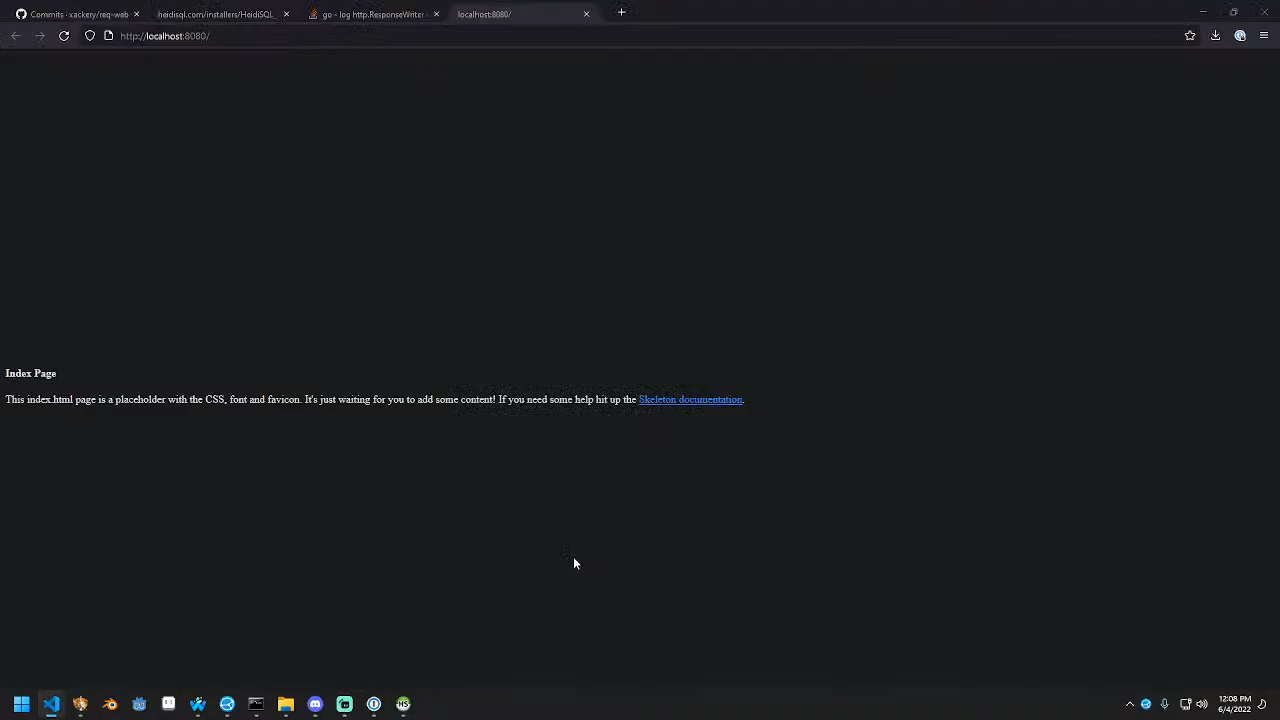 Commits · xackery/req-web
heidisql.com/installers/HeidiSQL_
go - log http.ResponseWriter
localhost:8080/
http://localhost:8080/
Index Page
This index.html page is a placeholder with the CSS, font and favicon. It's just waiting for you to add some content! If you need some help hit up the Skeleton documentation.
HS
12:08 PM
6/4/2022